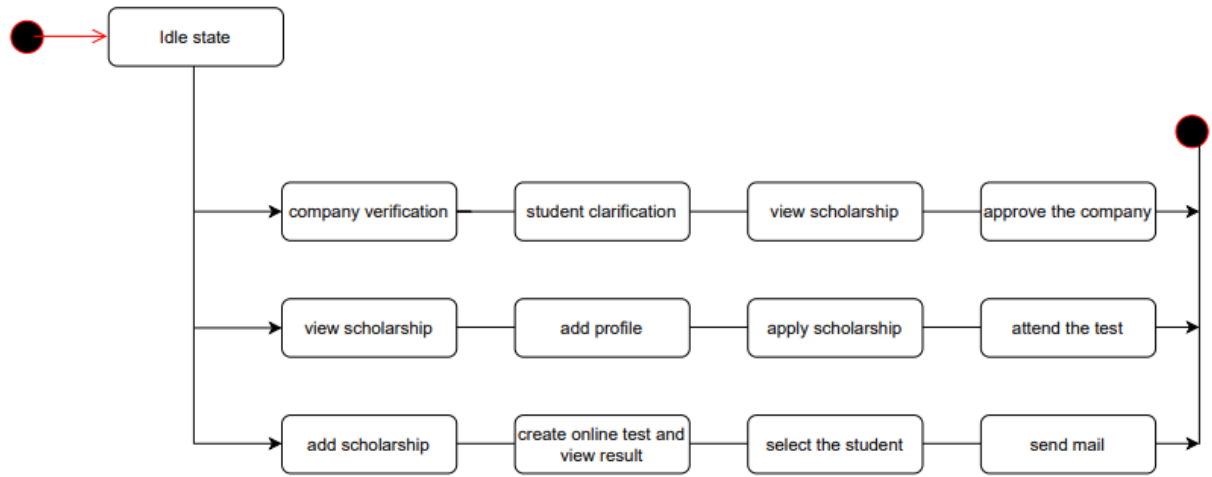 Idle state
company verification
student clarification
view scholarship
approve the company
view scholarship
add profile
apply scholarship
attend the test
add scholarship
create online test and
view result
select the student
send mail